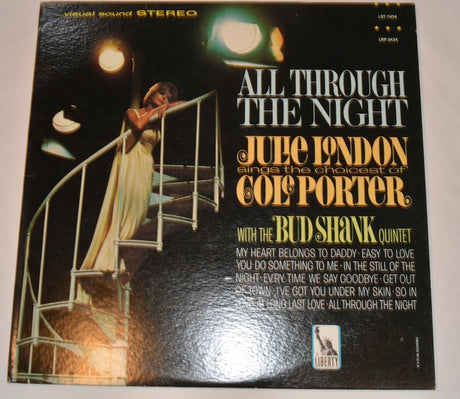 visual sound STEREO
LST-7434
LRP-3434
ALL THROUGH
THE NIGHT
JULIE LONDON
sings the choicest of
COLE PORTER
WITH THE BUD SHANK QUINTET
MY HEART BELONGS TO DADDY · EASY TO LOVE
YOU DO SOMETHING TO ME · IN THE STILL OF THE
NIGHT · EV'RY TIME WE SAY GOODBYE · GET OUT
OF TOWN · I'VE GOT YOU UNDER MY SKIN · SO IN
LOVE · AT LONG LAST LOVE · ALL THROUGH THE NIGHT
LIBERTY